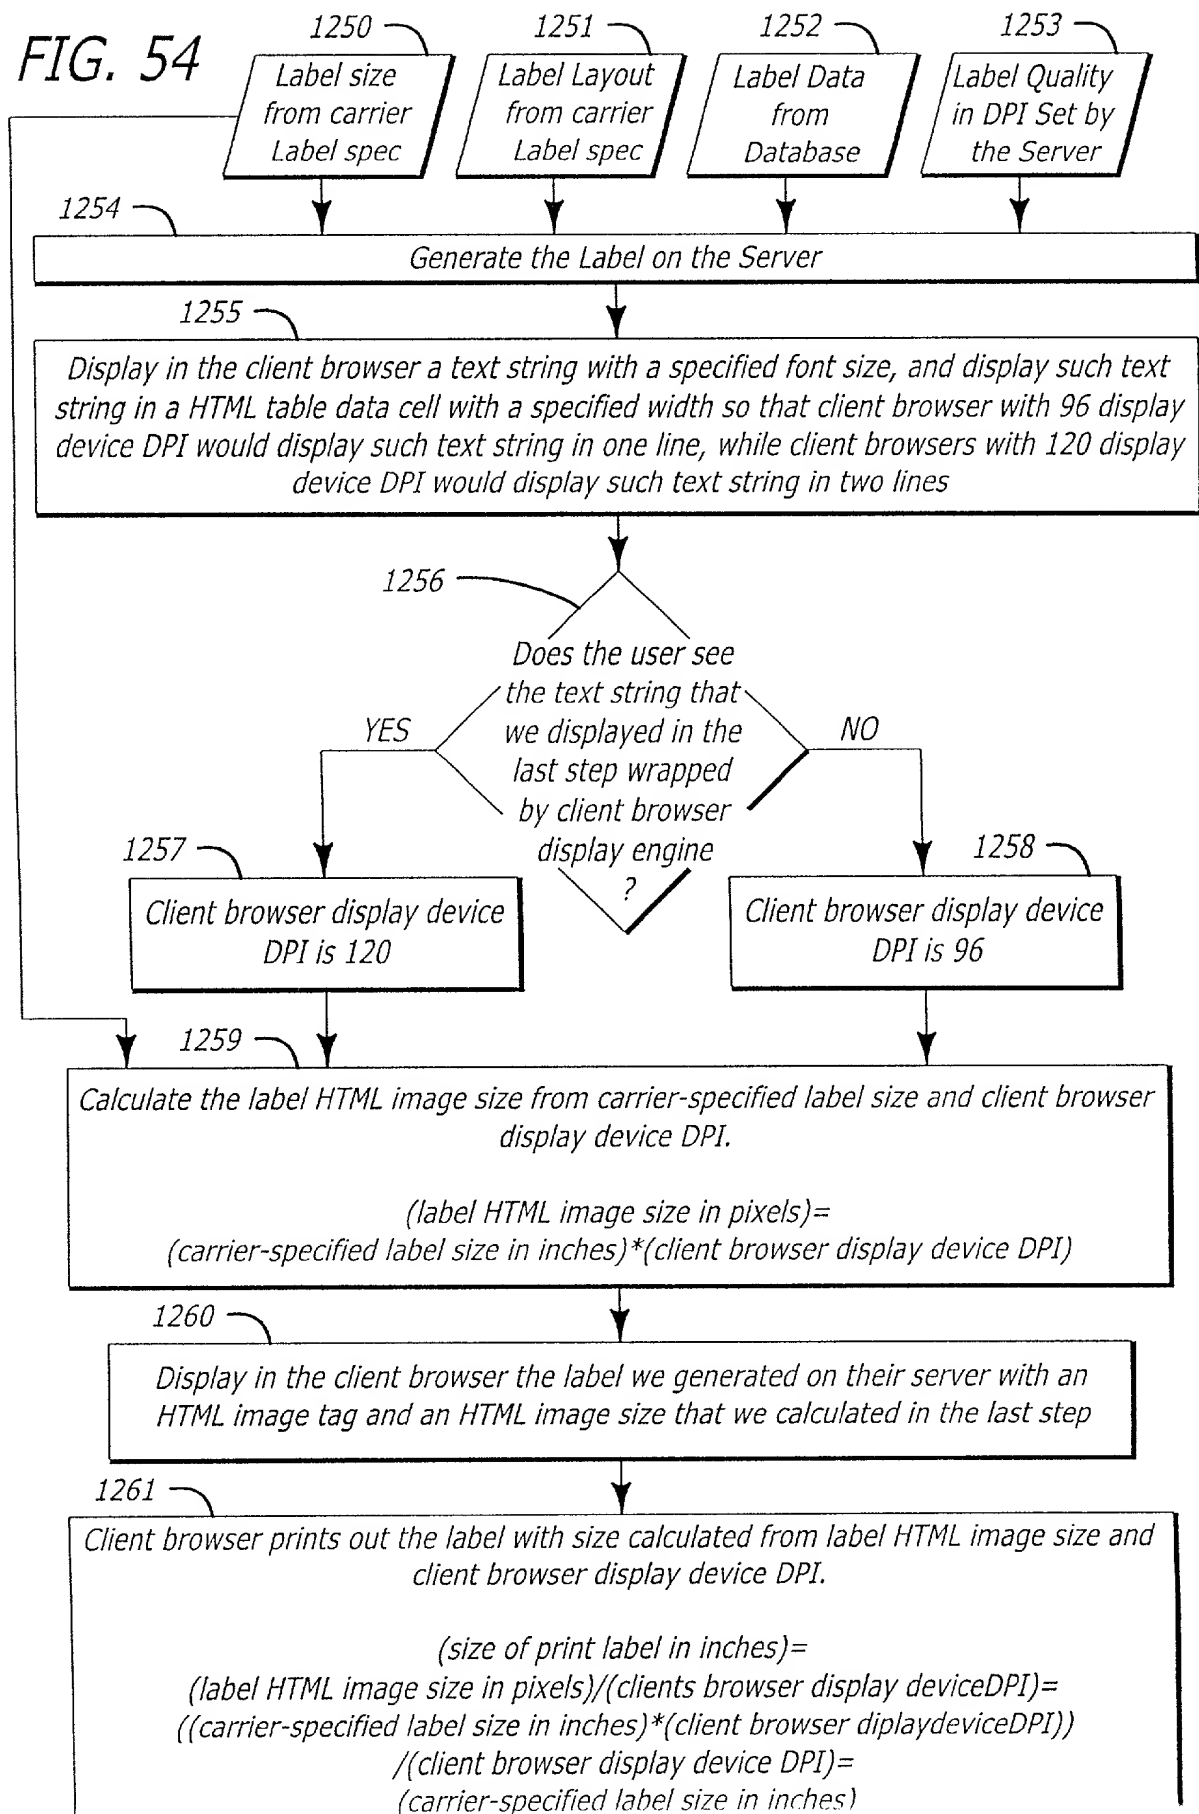 FIG. 54
1250
1251
1252
1253
Label size
from carrier
Label spec
Label Layout
from carrier
Label spec
Label Data
from
Database
Label Quality
in DPI Set by
the Server
1254
Generate the Label on the Server
1255
Display in the client browser a text string with a specified font size, and display such text
string in a HTML table data cell with a specified width so that client browser with 96 display
device DPI would display such text string in one line, while client browsers with 120 display
device DPI would display such text string in two lines
1256
Does the user see
the text string that
we displayed in the
last step wrapped
by client browser
display engine
?
YES
NO
1257
Client browser display device
DPI is 120
1258
Client browser display device
DPI is 96
1259
Calculate the label HTML image size from carrier-specified label size and client browser
display device DPI.
(label HTML image size in pixels)=
(carrier-specified label size in inches)*(client browser display device DPI)
1260
Display in the client browser the label we generated on their server with an
HTML image tag and an HTML image size that we calculated in the last step
1261
Client browser prints out the label with size calculated from label HTML image size and
client browser display device DPI.
(size of print label in inches)=
(label HTML image size in pixels)/(clients browser display deviceDPI)=
((carrier-specified label size in inches)*(client browser diplaydeviceDPI))
/(client browser display device DPI)=
(carrier-specified label size in inches)